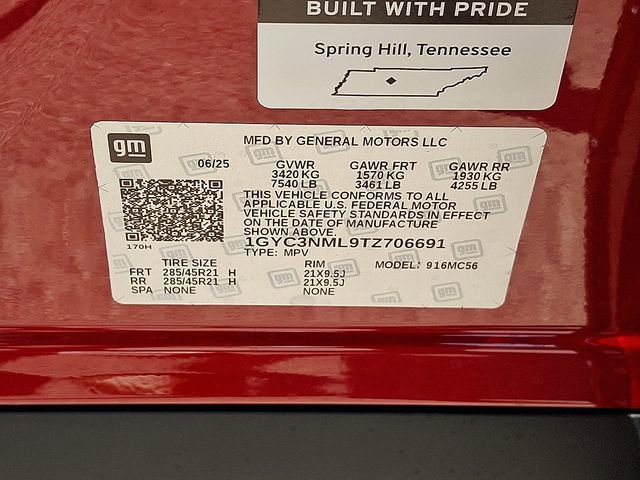 BUILT WITH PRIDE
Spring Hill, Tennessee
gm
MFD BY GENERAL MOTORS LLC
06/25 GVWR GAWR FRT GAWR RR
3420 KG 1570 KG 1930 KG
7540 LB 3461 LB 4255 LB
THIS VEHICLE CONFORMS TO ALL
APPLICABLE U.S. FEDERAL MOTOR
VEHICLE SAFETY STANDARDS IN EFFECT
ON THE DATE OF MANUFACTURE
SHOWN ABOVE.
170H
1GYC3NML9TZ706691
TYPE: MPV
TIRE SIZE RIM MODEL: 916MC56
FRT 285/45R21 H 21X9.5J
RR 285/45R21 H 21X9.5J
SPA NONE NONE